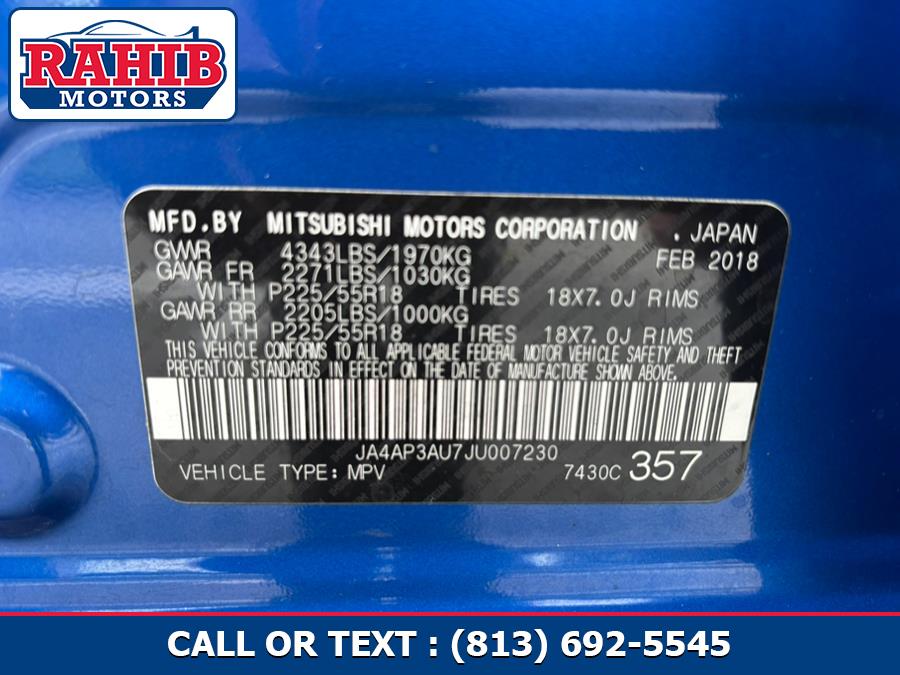 RAHIB
MOTORS
MFD.BY MITSUBISHI MOTORS CORPORATION . JAPAN
GVWR 4343LBS/1970KG FEB 2018
GAWR FR 2271LBS/1030KG
WITH P225/55R18 TIRES 18X7.0J RIMS
GAWR RR 2205LBS/1000KG
WITH P225/55R18 TIRES 18X7.0J RIMS
THIS VEHICLE CONFORMS TO ALL APPLICABLE FEDERAL MOTOR VEHICLE SAFETY AND THEFT
PREVENTION STANDARDS IN EFFECT ON THE DATE OF MANUFACTURE SHOWN ABOVE.
JA4AP3AU7JU007230
VEHICLE TYPE: MPV 7430C 357
CALL OR TEXT : (813) 692-5545